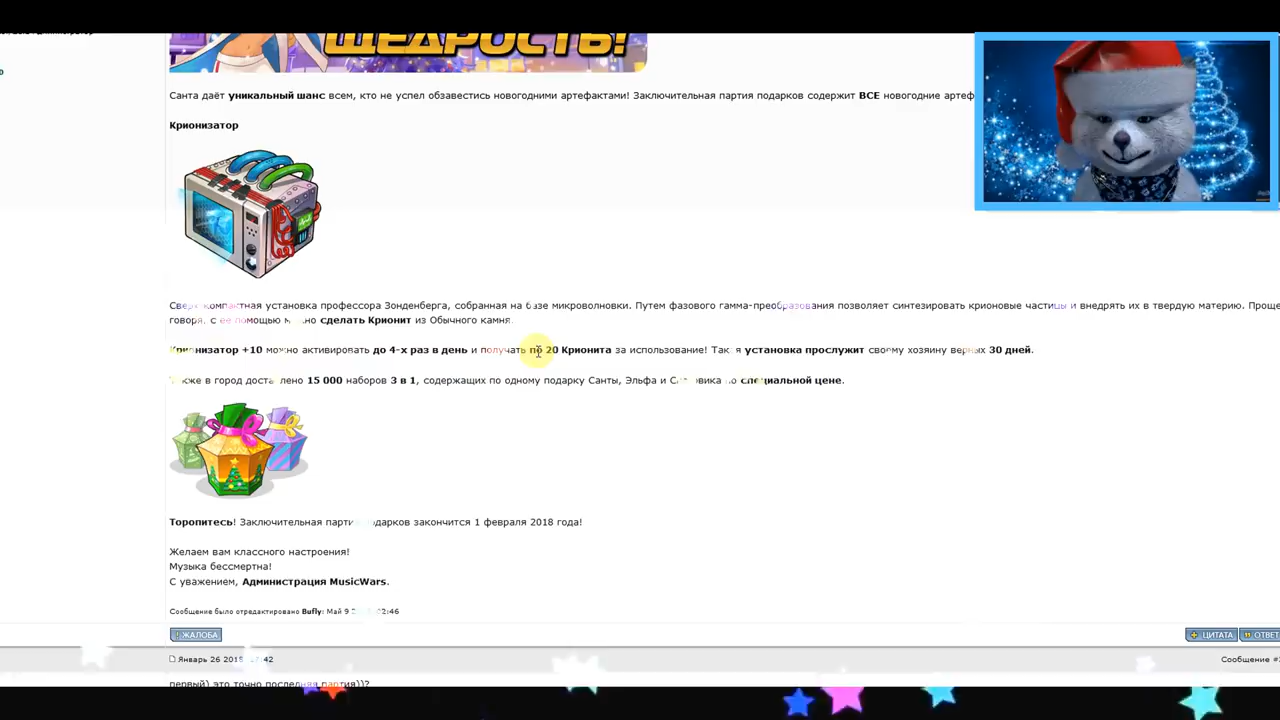 ЩЕДРОСТЬ!
Санта даёт уникальный шанс всем, кто не успел обзавестись новогодними артефактами! Заключительная партия подарков содержит ВСЕ новогодние артеф
Крионизатор
Сверхкомпактная установка профессора Зонденберга, собранная на базе микроволновки. Путем фазового гамма-преобразования позволяет синтезировать крионовые частицы и внедрять их в твердую материю. Проще
говоря, с ее помощью можно сделать Крионит из Обычного камня.
Крионизатор +10 можно активировать до 4-х раз в день и получать по 20 Крионита за использование! Такая установка прослужит своему хозяину верных 30 дней.
Также в город доставлено 15 000 наборов 3 в 1, содержащих по одному подарку Санты, Эльфа и Снеговика по специальной цене.
Торопитесь! Заключительная партия подарков закончится 1 февраля 2018 года!
Желаем вам классного настроения!
Музыка бессмертна!
С уважением, Администрация MusicWars.
Сообщение было отредактировано Bufly: Май 9
! ЖАЛОБА
+ ЦИТАТА
" ОТВЕТ
Январь 26 2018
Сообщение #
первый) это точно последняя партия))?